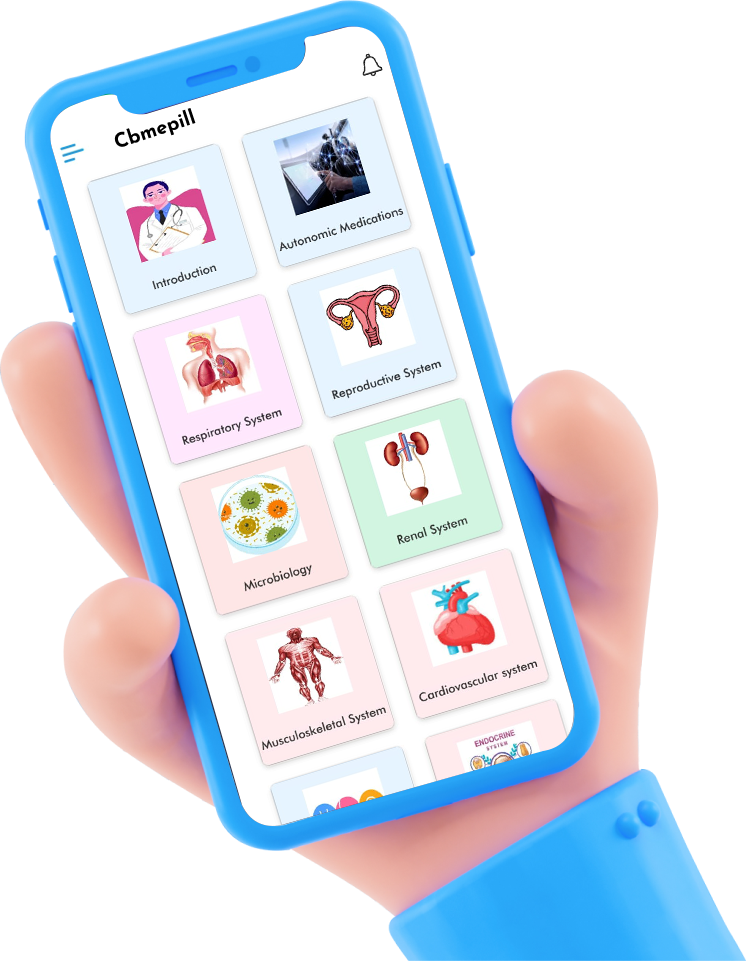 Cbmepill
Introduction
Autonomic Medications
Respiratory System
Reproductive System
Microbiology
Renal System
Musculoskeletal System
Cardiovascular system
ENDOCRINE
SYSTEM